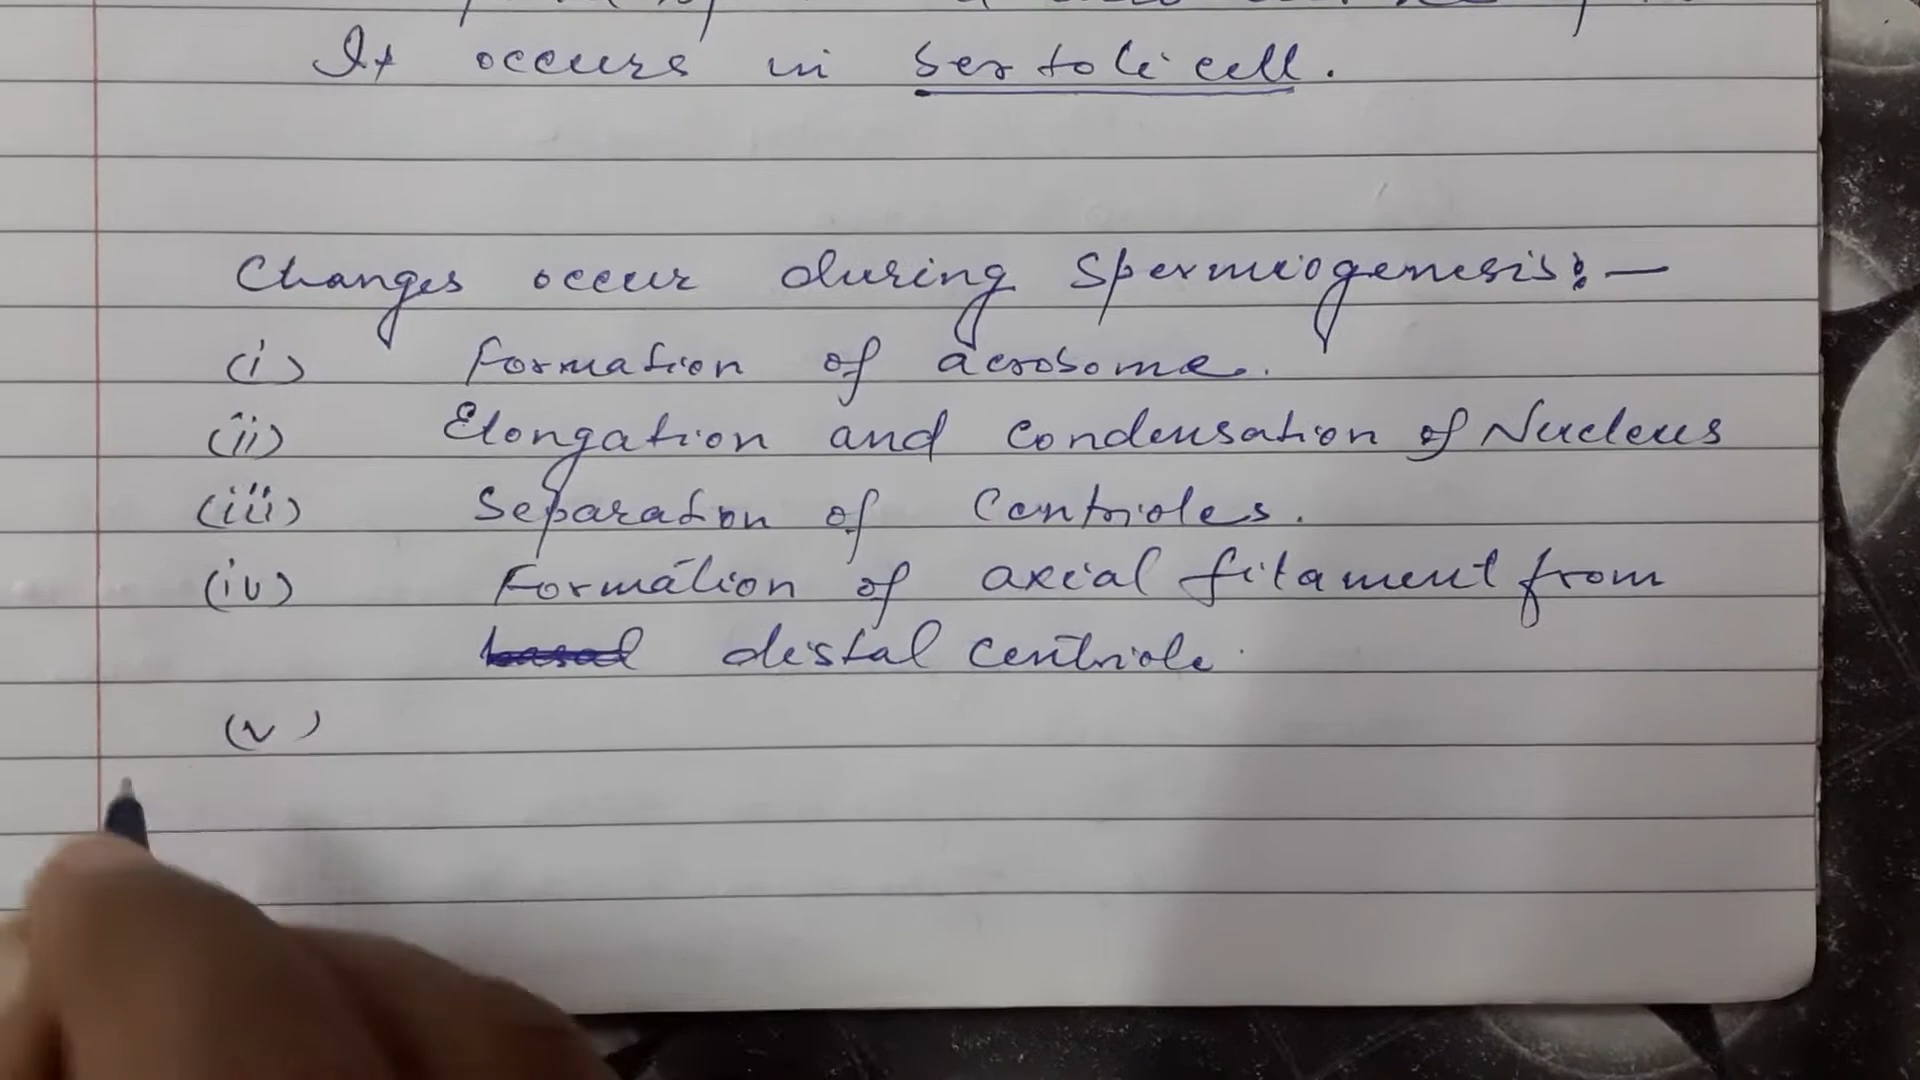 It occurs in Sertoli cell.
Changes occur during Spermiogenesis:—
(i) Formation of acrosome.
(ii) Elongation and condensation of Nucleus
(iii) Separation of Centrioles.
(iv) Formation of axial filament from
basal distal centriole.
(v)